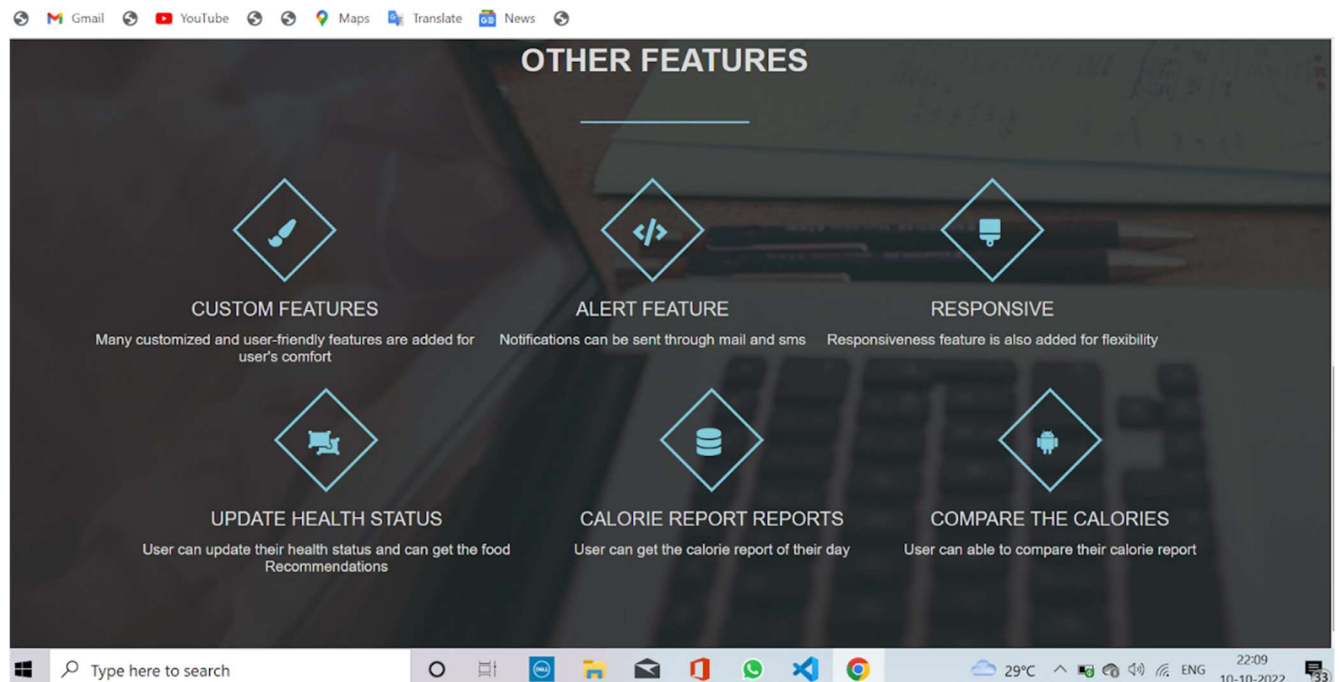 Gmail YouTube Maps Translate News
OTHER FEATURES
CUSTOM FEATURES
Many customized and user-friendly features are added for
user's comfort
ALERT FEATURE
Notifications can be sent through mail and sms
RESPONSIVE
Responsiveness feature is also added for flexibility
UPDATE HEALTH STATUS
User can update their health status and can get the food
Recommendations
CALORIE REPORT REPORTS
User can get the calorie report of their day
COMPARE THE CALORIES
User can able to compare their calorie report
Type here to search
DELL
29°C ENG
22:09
10-10-2022
33